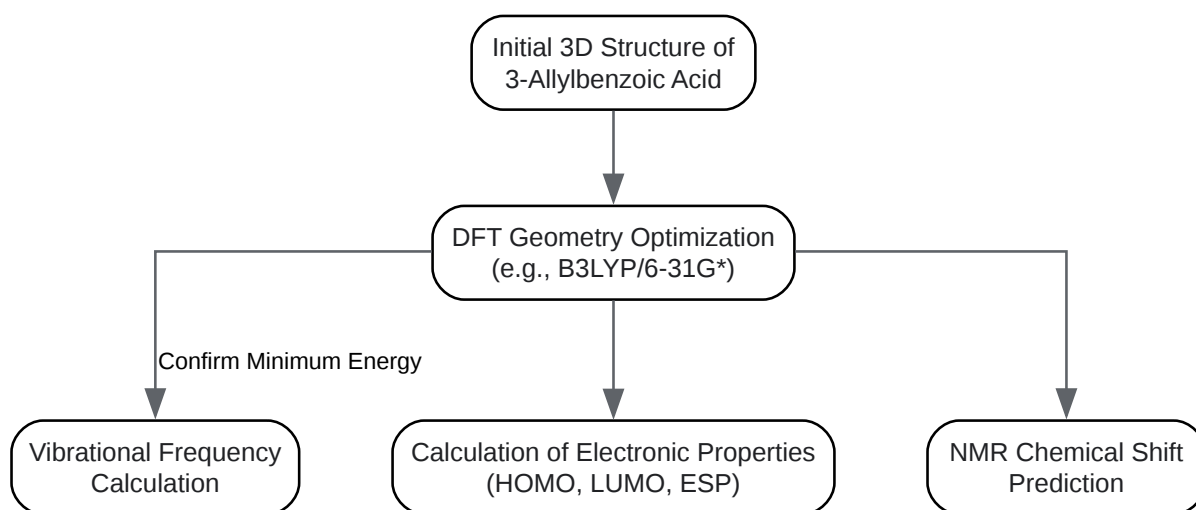 Initial 3D Structure of
3-Allylbenzoic Acid
DFT Geometry Optimization
(e.g., B3LYP/6-31G*)
Confirm Minimum Energy
Vibrational Frequency
Calculation
Calculation of Electronic Properties
(HOMO, LUMO, ESP)
NMR Chemical Shift
Prediction